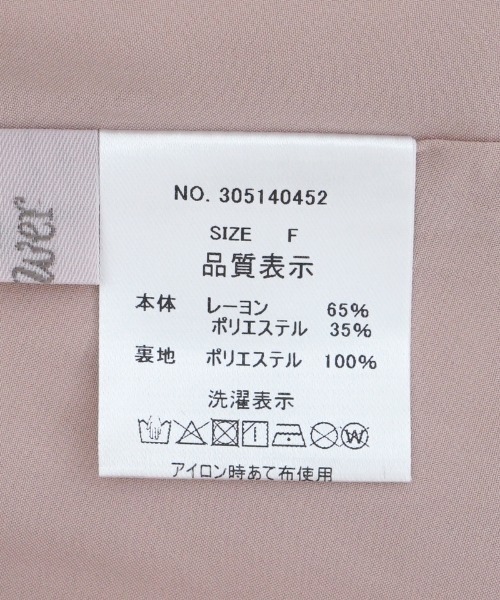 wer
NO. 305140452
SIZE F
品質表示
本体 レーヨン 65%
ポリエステル 35%
裏地 ポリエステル 100%
洗濯表示
W
アイロン時あて布使用